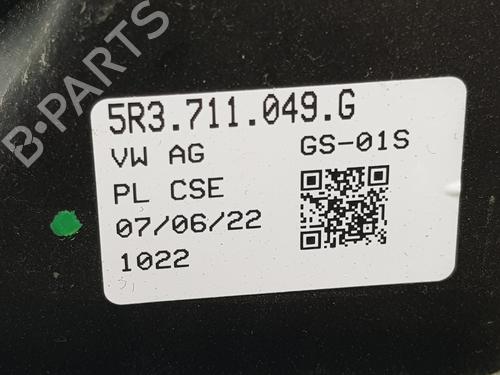 B-PARTS
5R3.711.049.G
VW AG GS-01S
PL CSE
07/06/22
1022